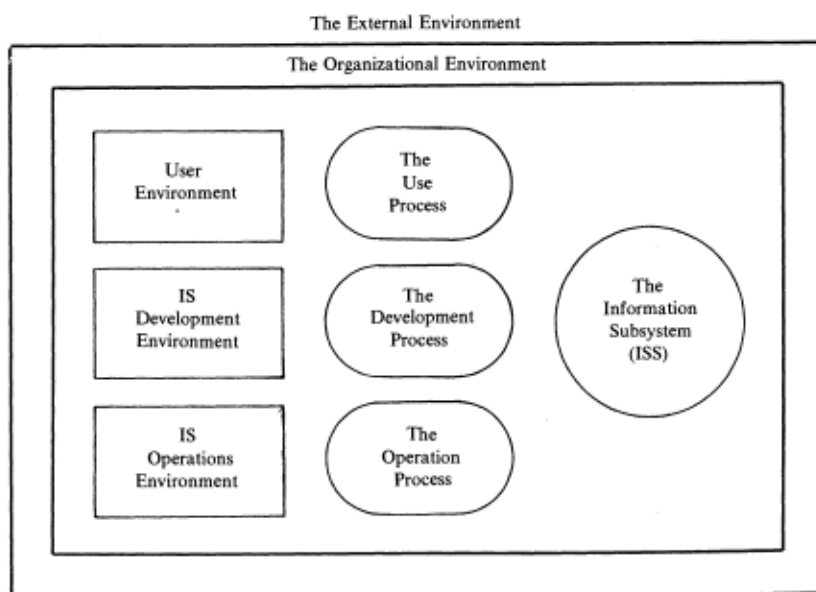 The External Environment
The Organizational Environment
User
Environment
The
Use
Process
IS
Development
Environment
The
Development
Process
The
Information
Subsystem
(ISS)
IS
Operations
Environment
The
Operation
Process